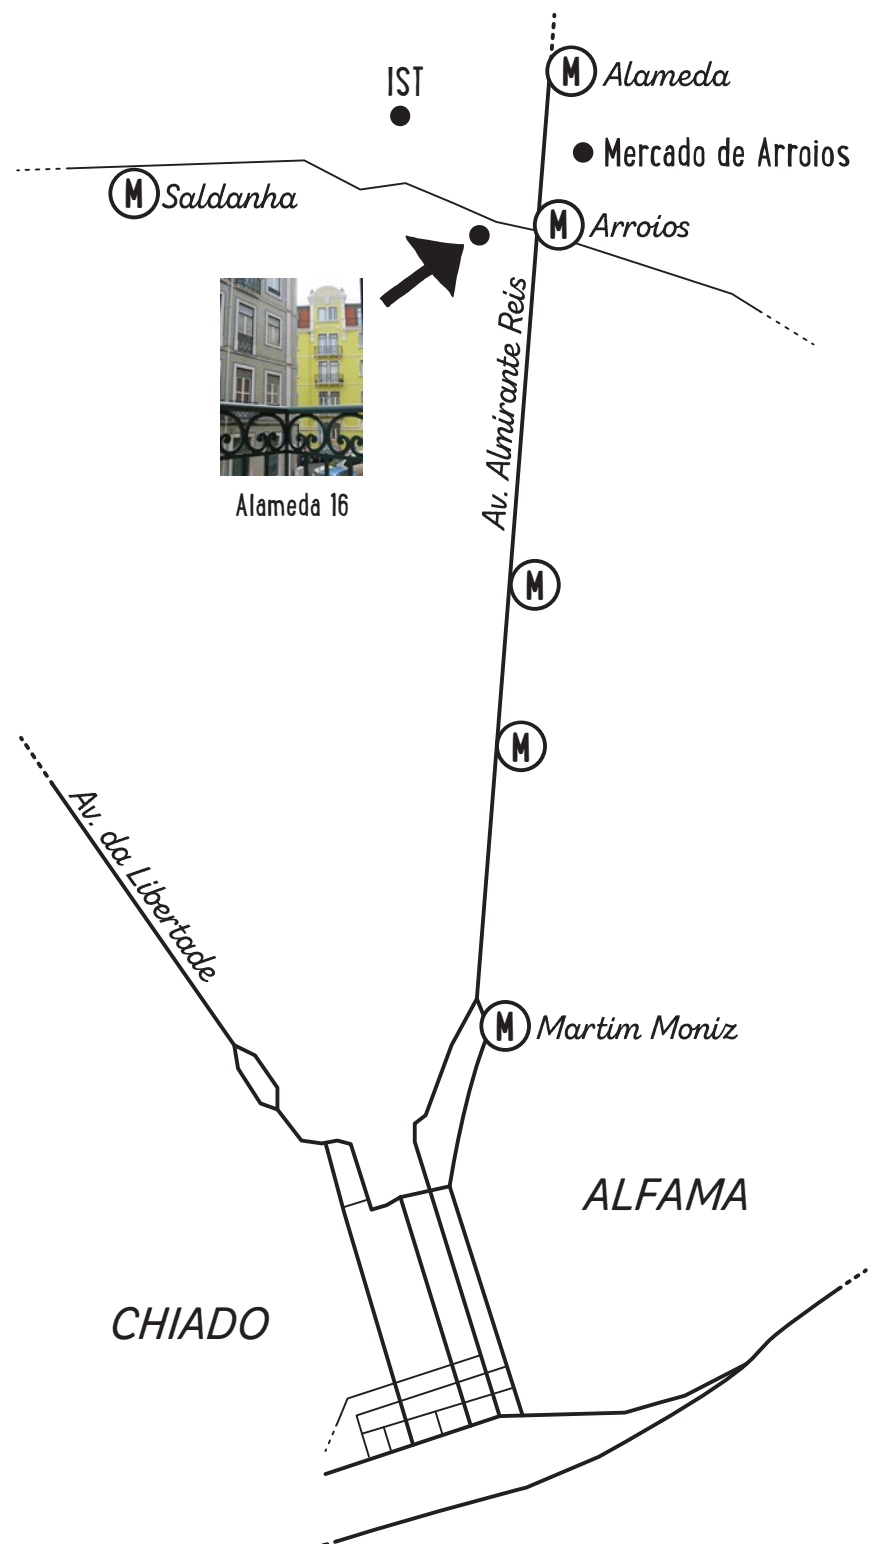 M Alameda
IST
Mercado de Arroios
M Saldanha
M Arroios
Av. Almirante Reis
Alameda 16
M
M
Av. da Libertade
M Martim Moniz
ALFAMA
CHIADO